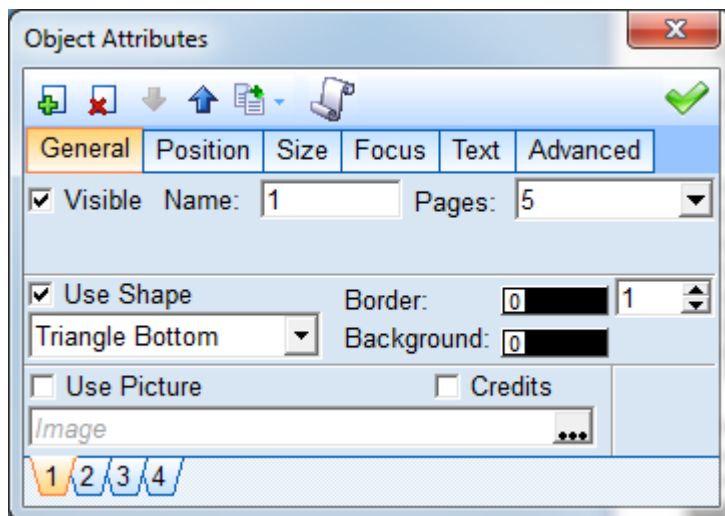 Object Attributes
General Position Size Focus Text Advanced
Visible Name: 1 Pages: 5
Use Shape Border: 0 1
Triangle Bottom Background: 0
Use Picture Credits
Image ...
1 2 3 4